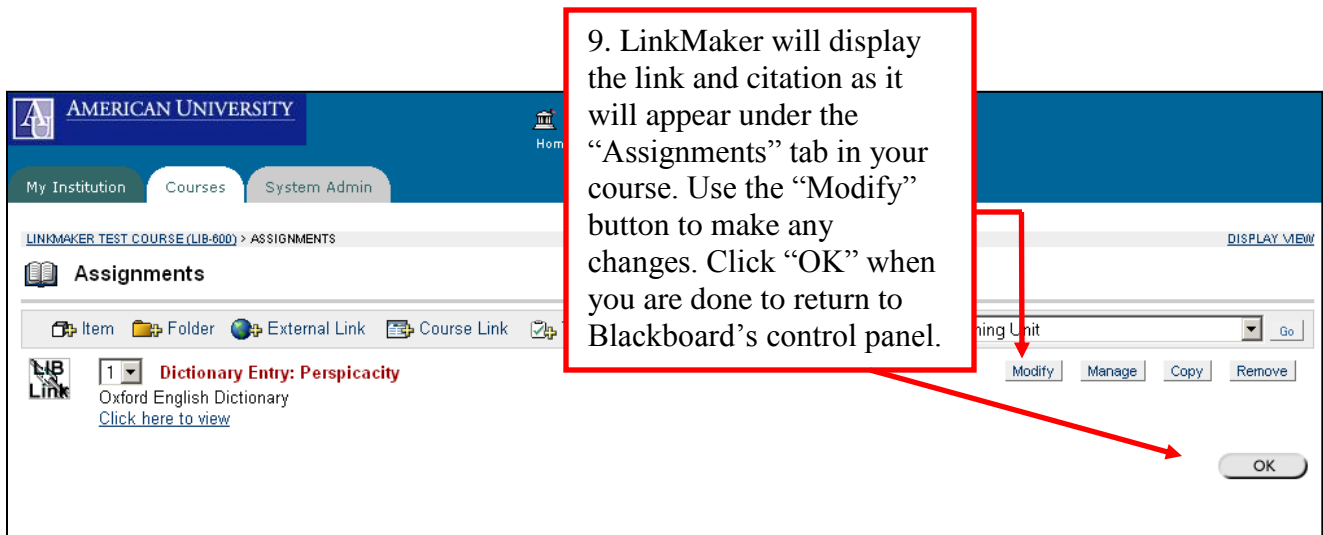 9. LinkMaker will display
the link and citation as it
will appear under the
“Assignments” tab in your
course. Use the “Modify”
button to make any
changes. Click “OK” when
you are done to return to
Blackboard’s control panel.
AMERICAN UNIVERSITY
My Institution Courses System Admin
LINKMAKER TEST COURSE (LIB-600) > ASSIGNMENTS DISPLAY VIEW
Assignments
Item Folder External Link Course Link Unit Go
LIB Link
1 Dictionary Entry: Perspicacity Modify Manage Copy Remove
Oxford English Dictionary
Click here to view
OK